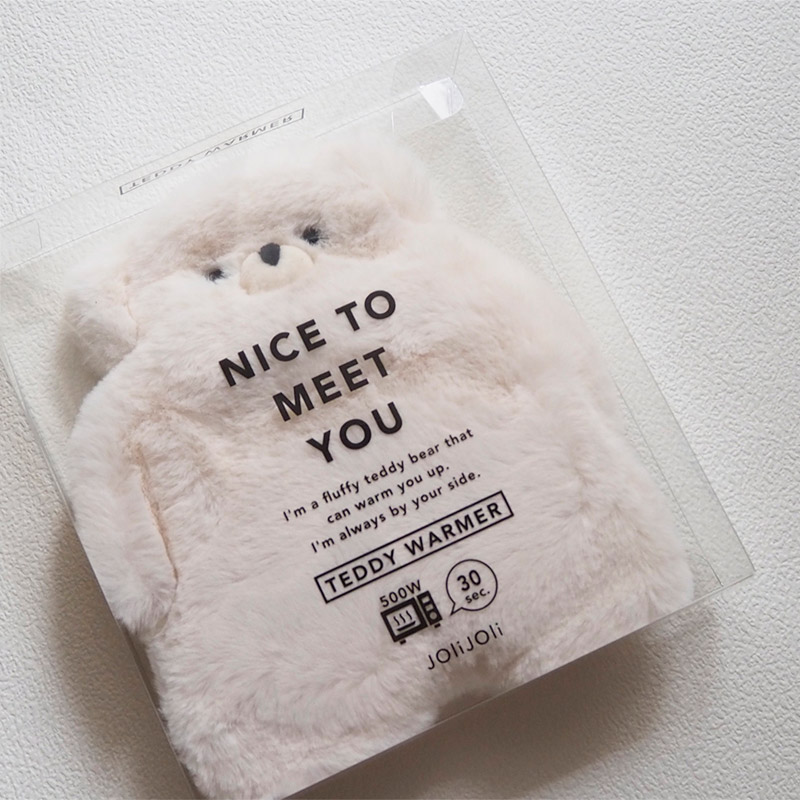 TEDDY WARMER
NICE TO
MEET
YOU
I'm a fluffy teddy bear that
can warm you up.
I'm always by your side.
TEDDY WARMER
500W
30
sec.
JOliJOli